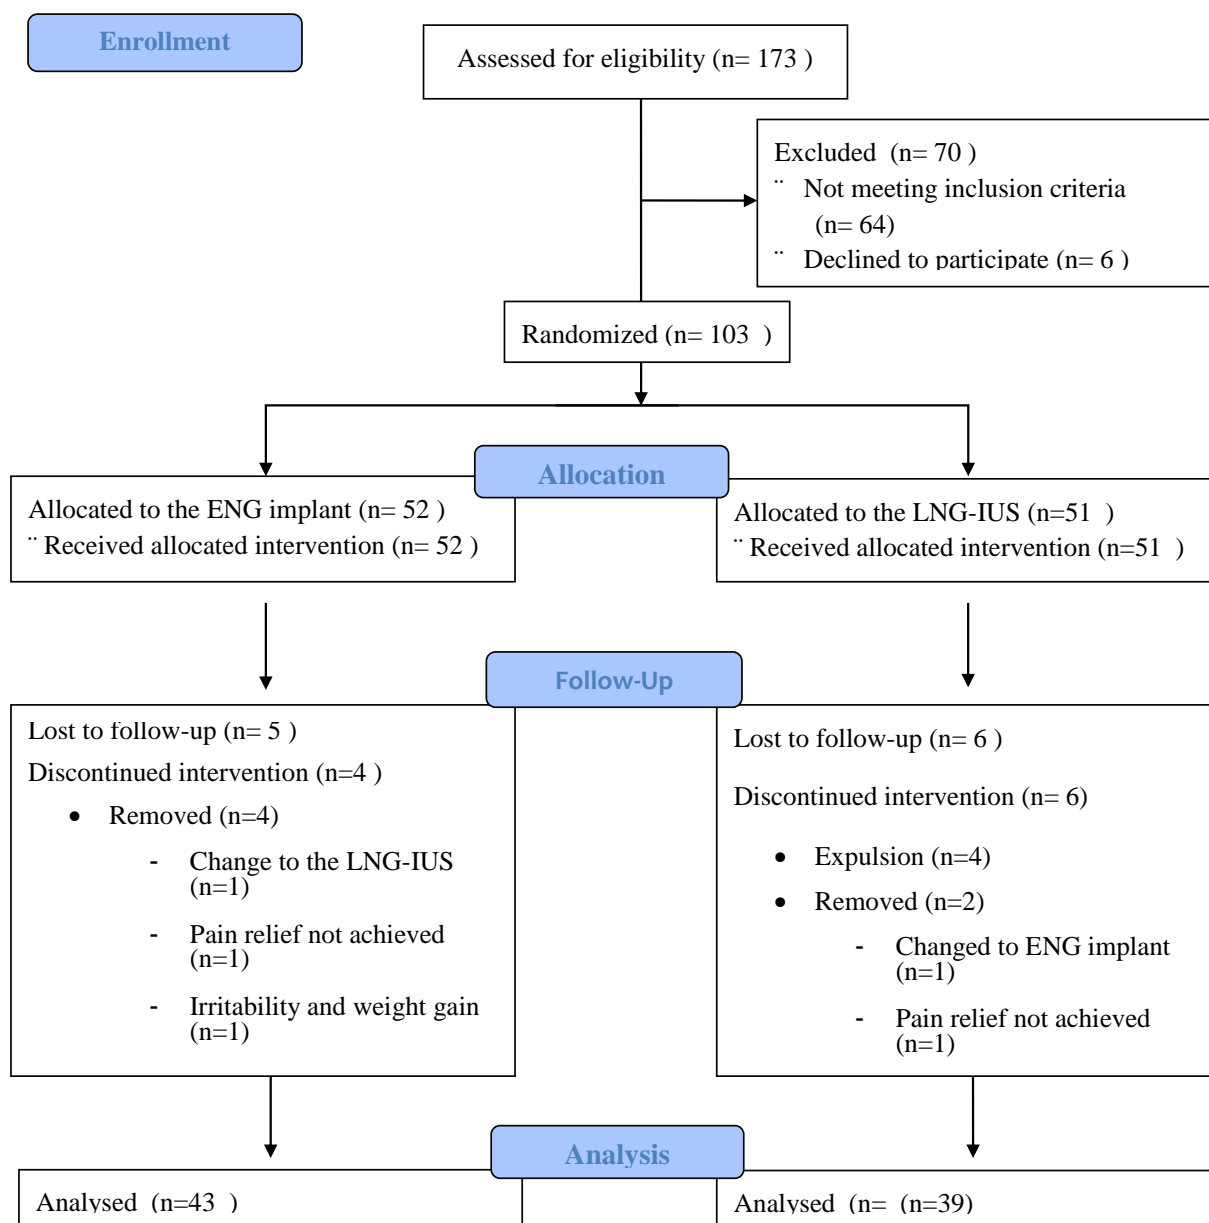 Enrollment
Assessed for eligibility (n= 173 )
Excluded (n= 70 )
¨ Not meeting inclusion criteria
(n= 64)
¨ Declined to participate (n= 6 )
Randomized (n= 103 )
Allocation
Allocated to the ENG implant (n= 52 )
¨ Received allocated intervention (n= 52 )
Allocated to the LNG-IUS (n=51 )
¨ Received allocated intervention (n=51 )
Follow-Up
Lost to follow-up (n= 5 )
Discontinued intervention (n=4 )
• Removed (n=4)
- Change to the LNG-IUS
(n=1)
- Pain relief not achieved
(n=1)
- Irritability and weight gain
(n=1)
Lost to follow-up (n= 6 )
Discontinued intervention (n= 6)
• Expulsion (n=4)
• Removed (n=2)
- Changed to ENG implant
(n=1)
- Pain relief not achieved
(n=1)
Analysis
Analysed (n=43 )
Analysed (n= (n=39)